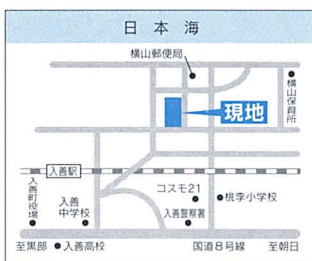 日本海
横山郵便局
横山保育所
現地
入善駅
入善町役場
入善中学校
コスモ21
桃李小学校
入善警察署
至黒部
入善高校
国道8号線
至朝日